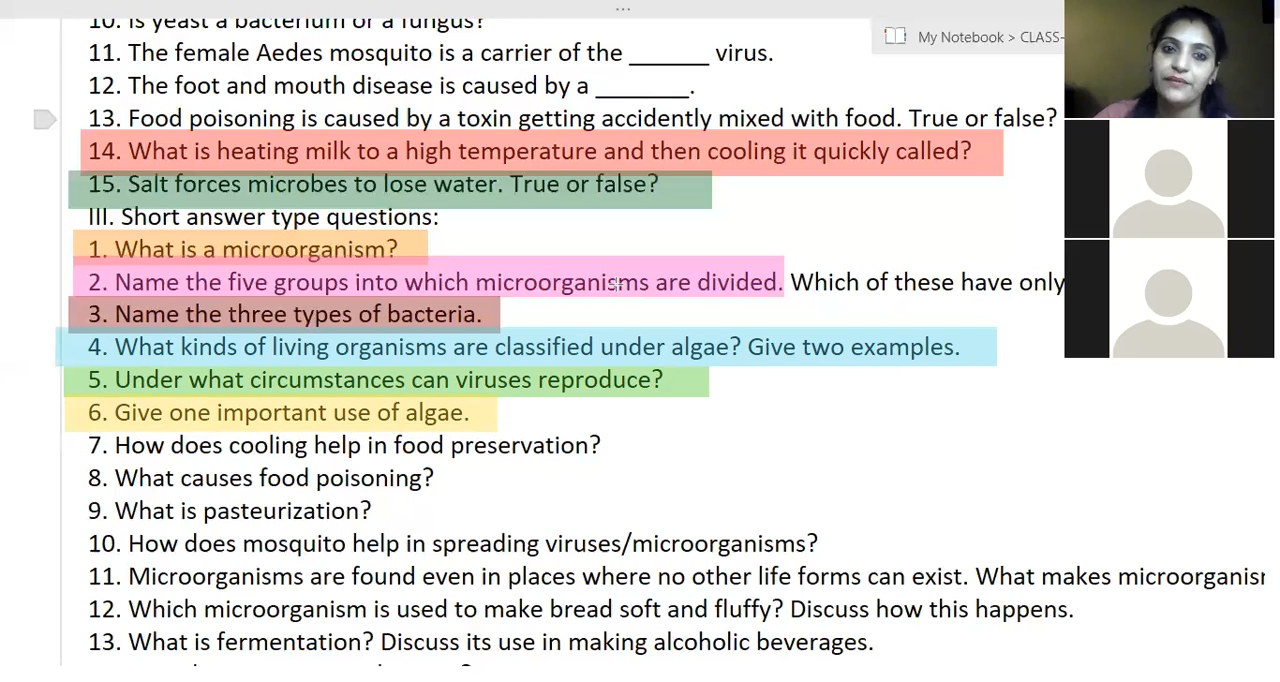 10. Is yeast a bacterium or a fungus?
11. The female Aedes mosquito is a carrier of the ______ virus.
12. The foot and mouth disease is caused by a _______.
13. Food poisoning is caused by a toxin getting accidently mixed with food. True or false?
14. What is heating milk to a high temperature and then cooling it quickly called?
15. Salt forces microbes to lose water. True or false?
III. Short answer type questions:
1. What is a microorganism?
2. Name the five groups into which microorganisms are divided. Which of these have only
3. Name the three types of bacteria.
4. What kinds of living organisms are classified under algae? Give two examples.
5. Under what circumstances can viruses reproduce?
6. Give one important use of algae.
7. How does cooling help in food preservation?
8. What causes food poisoning?
9. What is pasteurization?
10. How does mosquito help in spreading viruses/microorganisms?
11. Microorganisms are found even in places where no other life forms can exist. What makes
12. Which microorganism is used to make bread soft and fluffy? Discuss how this happens.
13. What is fermentation? Discuss its use in making alcoholic beverages.
My Notebook > CLASS-